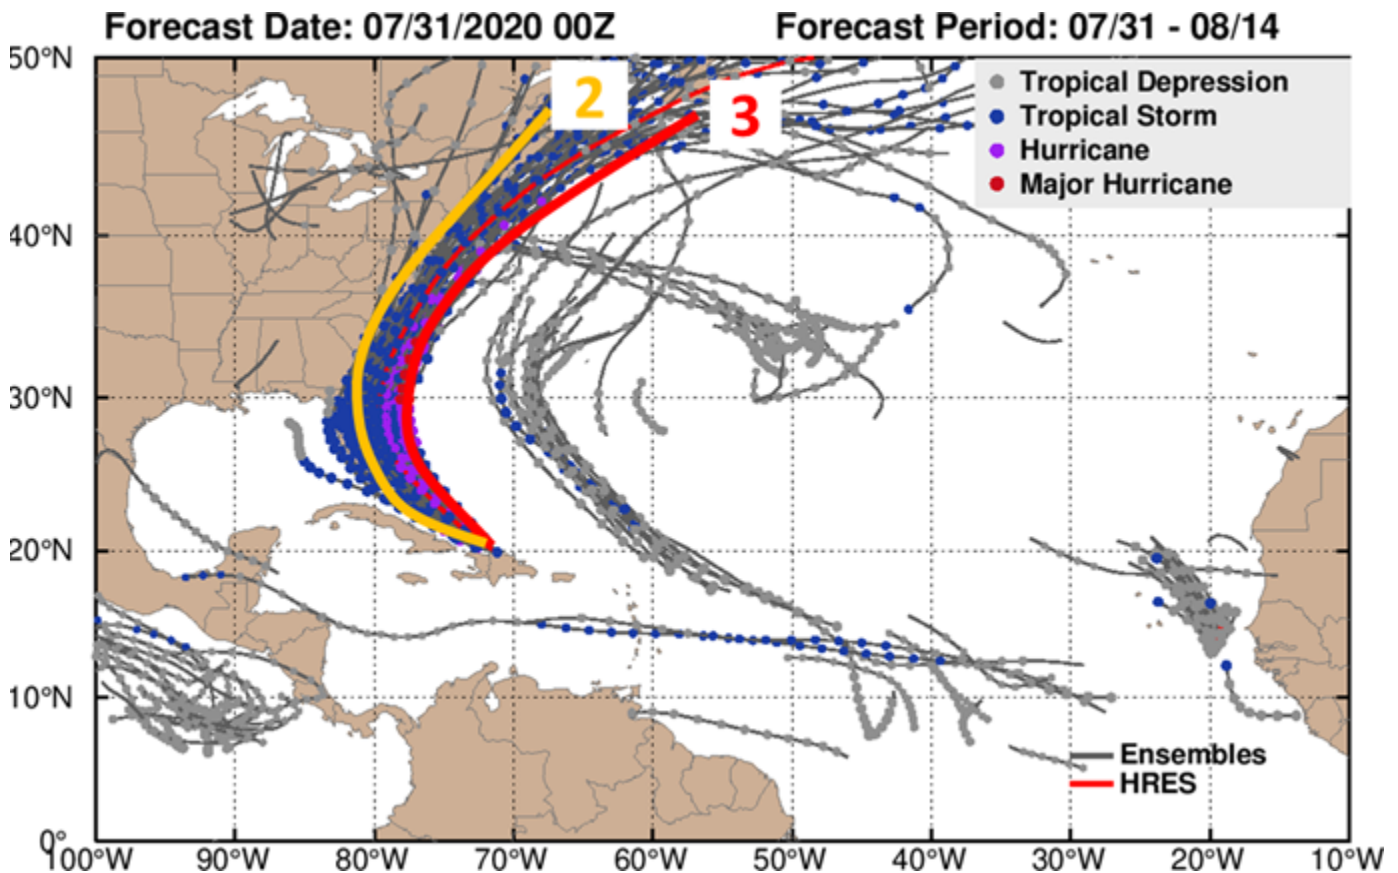 Forecast Date: 07/31/2020 00Z
Forecast Period: 07/31 - 08/14
50°N
40°N
30°N
20°N
10°N
0°
100°W
90°W
80°W
70°W
60°W
50°W
40°W
30°W
20°W
10°W
2
3
Tropical Depression
Tropical Storm
Hurricane
Major Hurricane
Ensembles
HRES